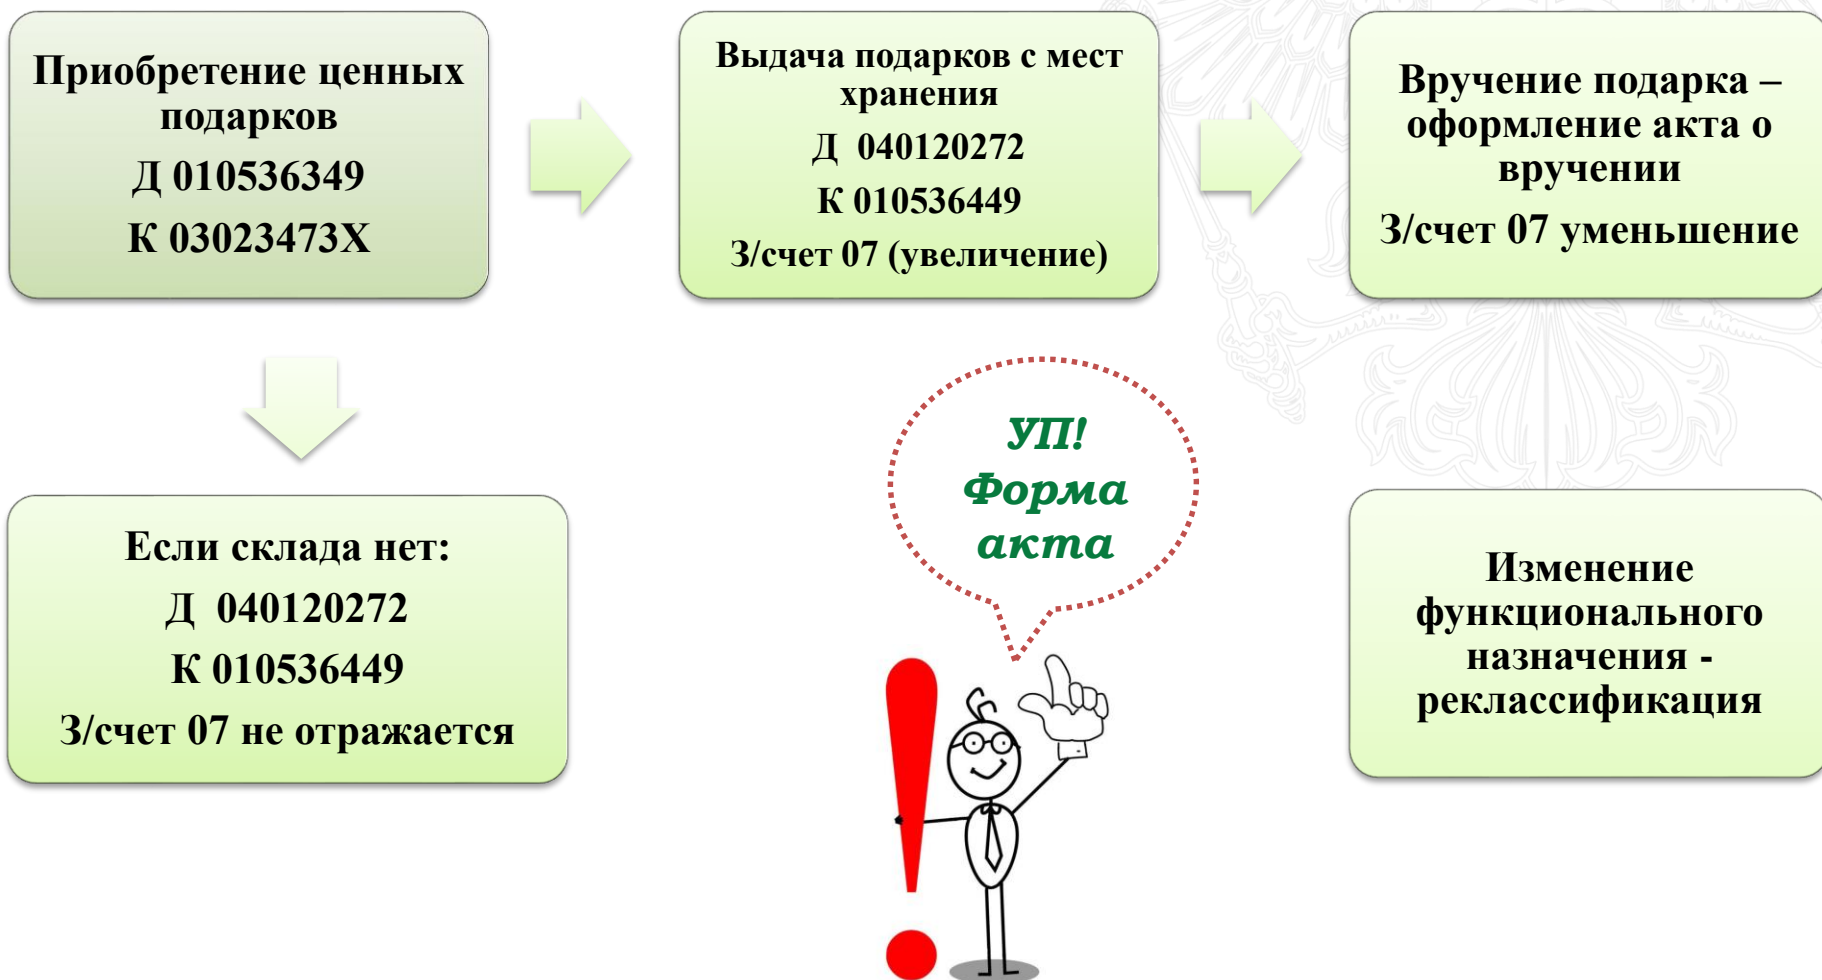 Приобретение ценных
подарков
Д 010536349
К 03023473Х
Выдача подарков с мест
хранения
Д 040120272
К 010536449
З/счет 07 (увеличение)
Вручение подарка –
оформление акта о
вручении
З/счет 07 уменьшение
Если склада нет:
Д 040120272
К 010536449
З/счет 07 не отражается
УП!
Форма
акта
Изменение
функционального
назначения -
реклассификация